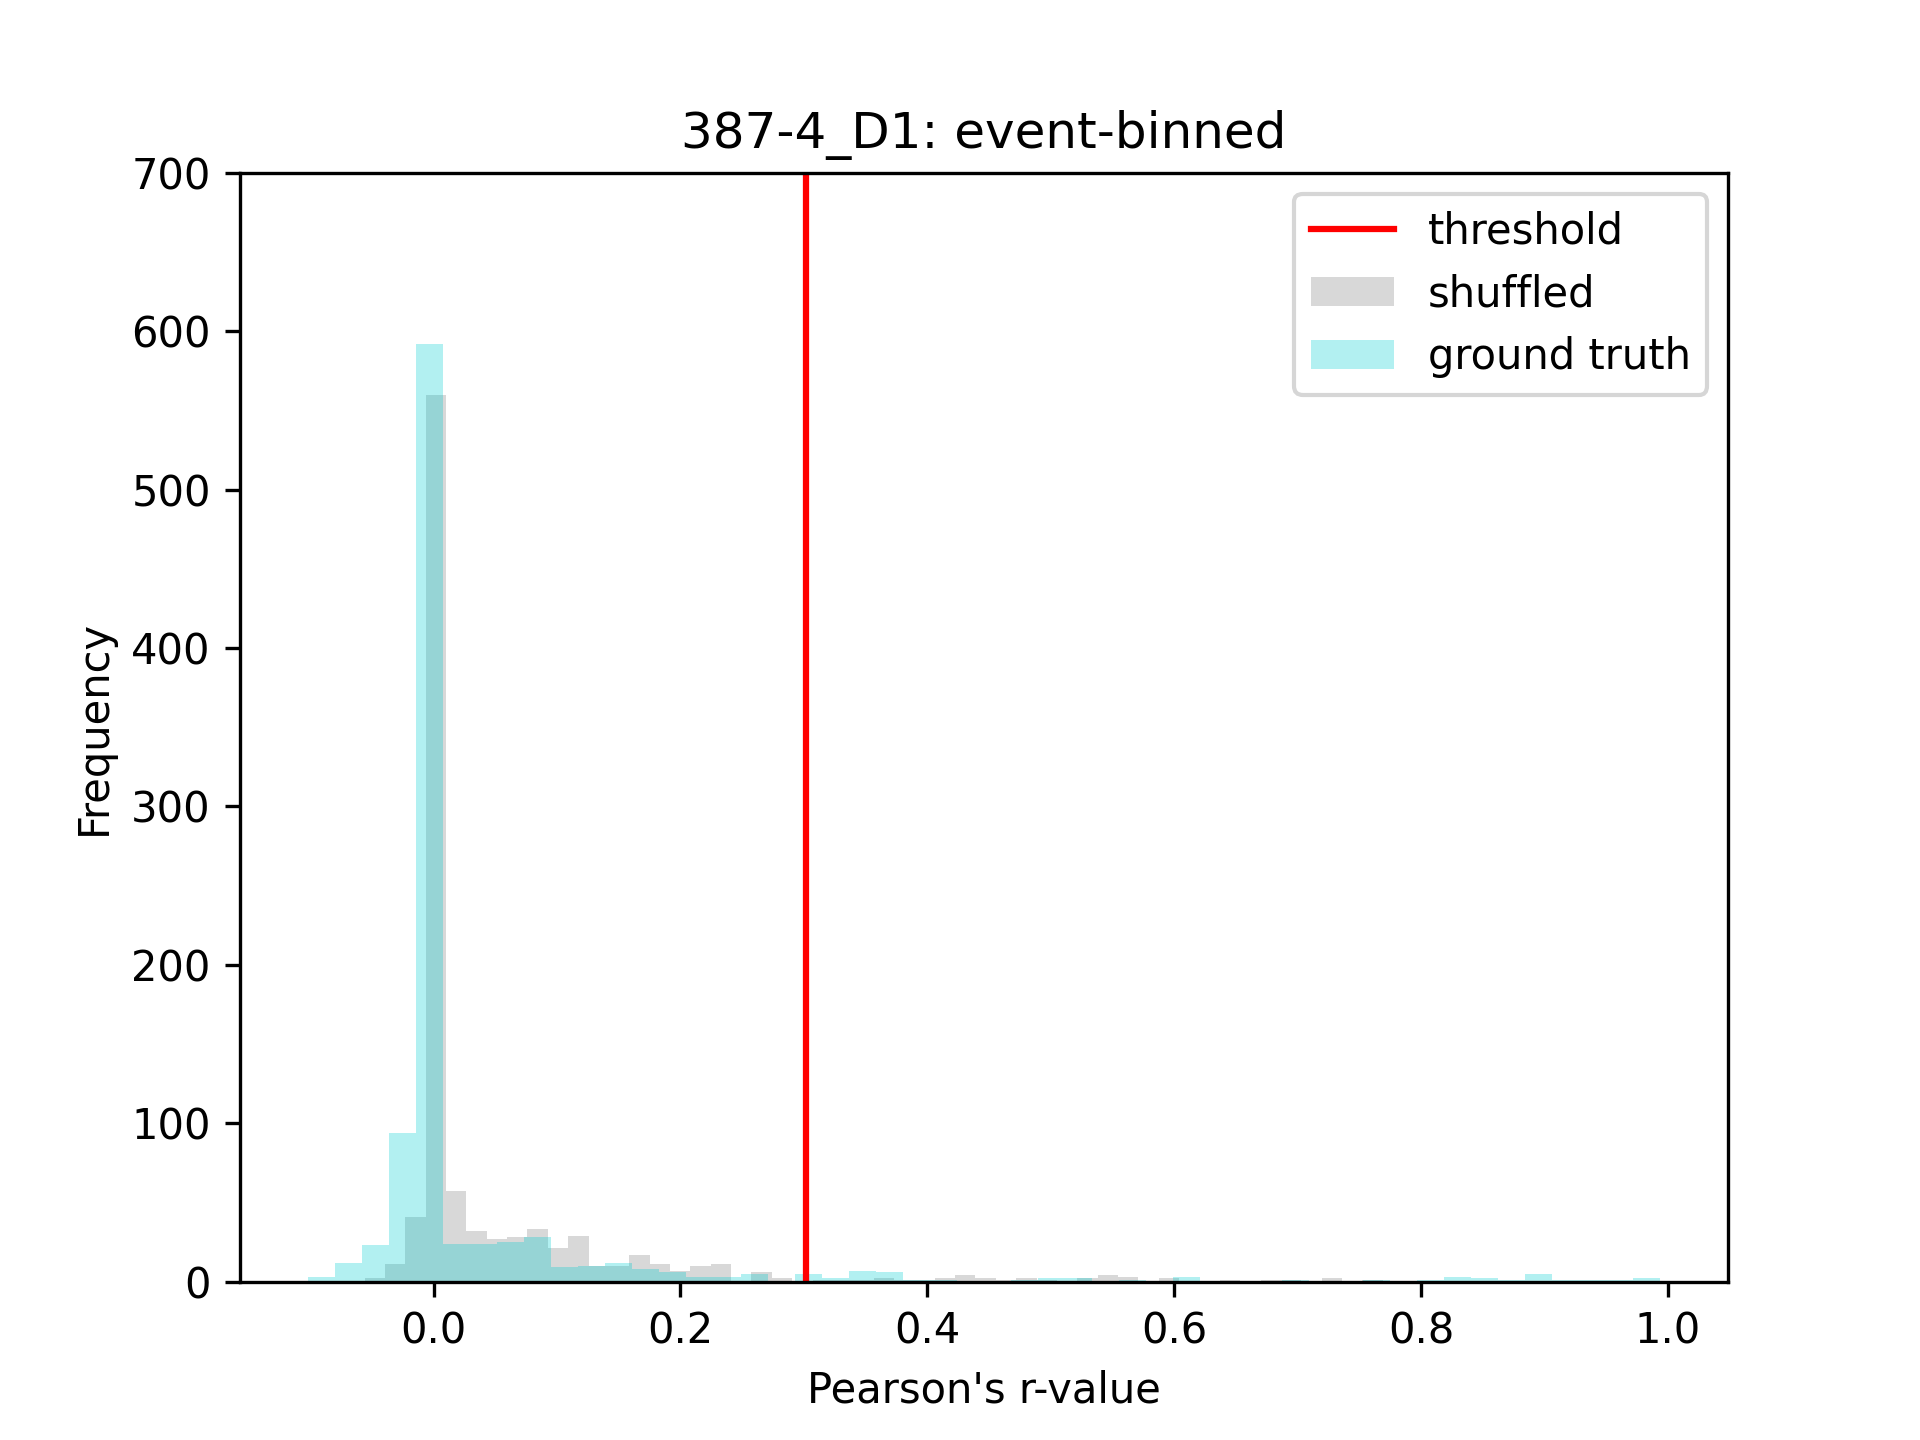 387-4_D1: event-binned
threshold
shuffled
ground truth
700
600
500
400
300
200
100
0
Frequency
0.0 0.2 0.4 0.6 0.8 1.0
Pearson's r-value